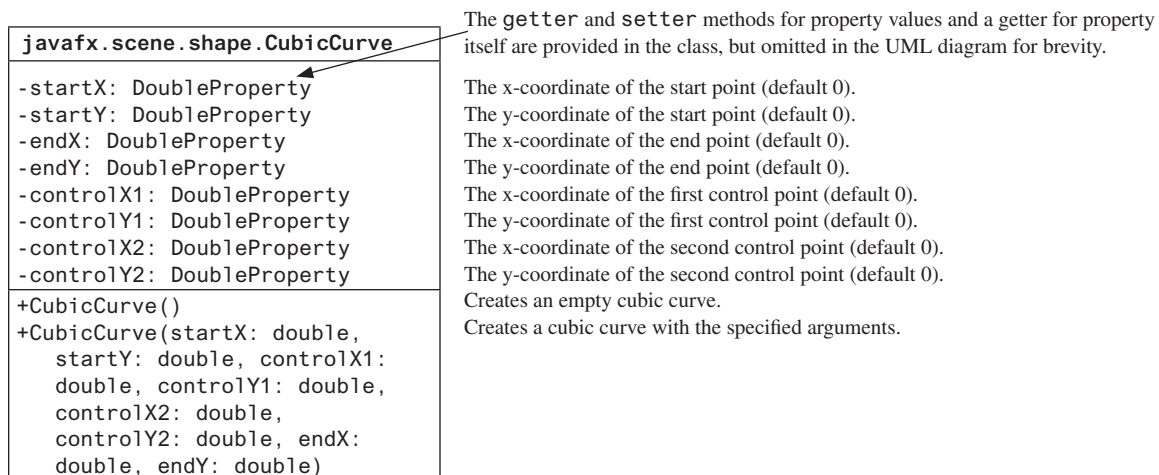 The getter and setter methods for property values and a getter for property
itself are provided in the class, but omitted in the UML diagram for brevity.
javafx.scene.shape.CubicCurve
-startX: DoubleProperty
The x-coordinate of the start point (default 0).
-startY: DoubleProperty
The y-coordinate of the start point (default 0).
-endX: DoubleProperty
The x-coordinate of the end point (default 0).
-endY: DoubleProperty
The y-coordinate of the end point (default 0).
-controlX1: DoubleProperty
The x-coordinate of the first control point (default 0).
-controlY1: DoubleProperty
The y-coordinate of the first control point (default 0).
-controlX2: DoubleProperty
The x-coordinate of the second control point (default 0).
-controlY2: DoubleProperty
The y-coordinate of the second control point (default 0).
+CubicCurve()
Creates an empty cubic curve.
+CubicCurve(startX: double,
Creates a cubic curve with the specified arguments.
startY: double, controlX1:
double, controlY1: double,
controlX2: double,
controlY2: double, endX:
double, endY: double)